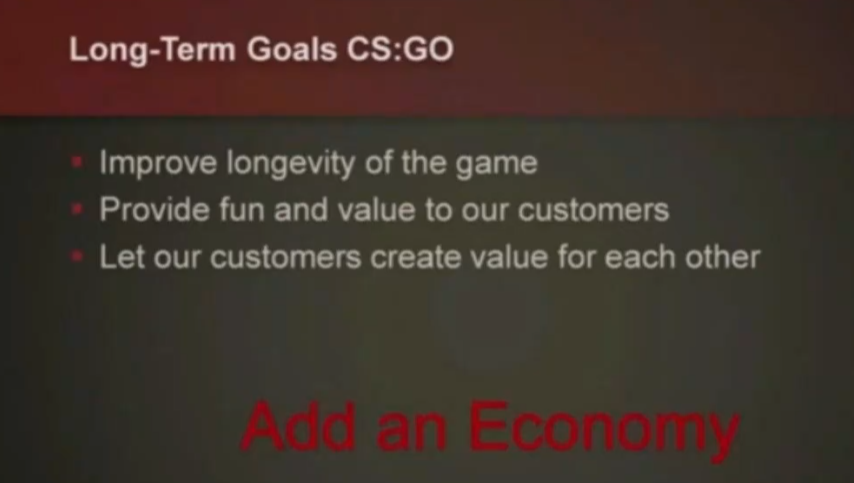 Long-Term Goals CS:GO
Improve longevity of the game
Provide fun and value to our customers
Let our customers create value for each other
Add an Economy